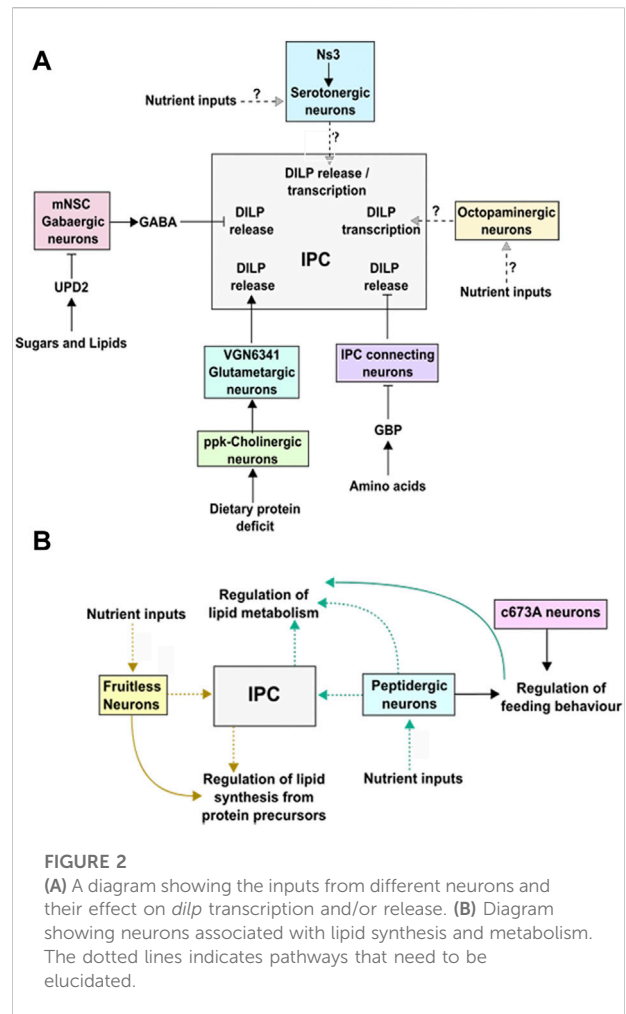 A
Ns3
Serotonergic
neurons
Nutrient inputs
?
?
DILP release /
transcription
mNSC
Gabaergic
neurons
GABA
DILP
release
DILP
transcription
?
Octopaminergic
neurons
IPC
UPD2
DILP
release
DILP
release
?
Nutrient inputs
Sugars and Lipids
VGN6341
Glutametargic
neurons
IPC connecting
neurons
GBP
ppk-Cholinergic
neurons
Amino acids
Dietary protein
deficit
B
Regulation of
lipid metabolism
Nutrient inputs
c673A neurons
Fruitless
Neurons
IPC
Peptidergic
neurons
Regulation of
feeding behaviour
Regulation of lipid
synthesis from
protein precursors
Nutrient inputs
FIGURE 2
(A) A diagram showing the inputs from different neurons and
their effect on dilp transcription and/or release. (B) Diagram
showing neurons associated with lipid synthesis and metabolism.
The dotted lines indicates pathways that need to be
elucidated.